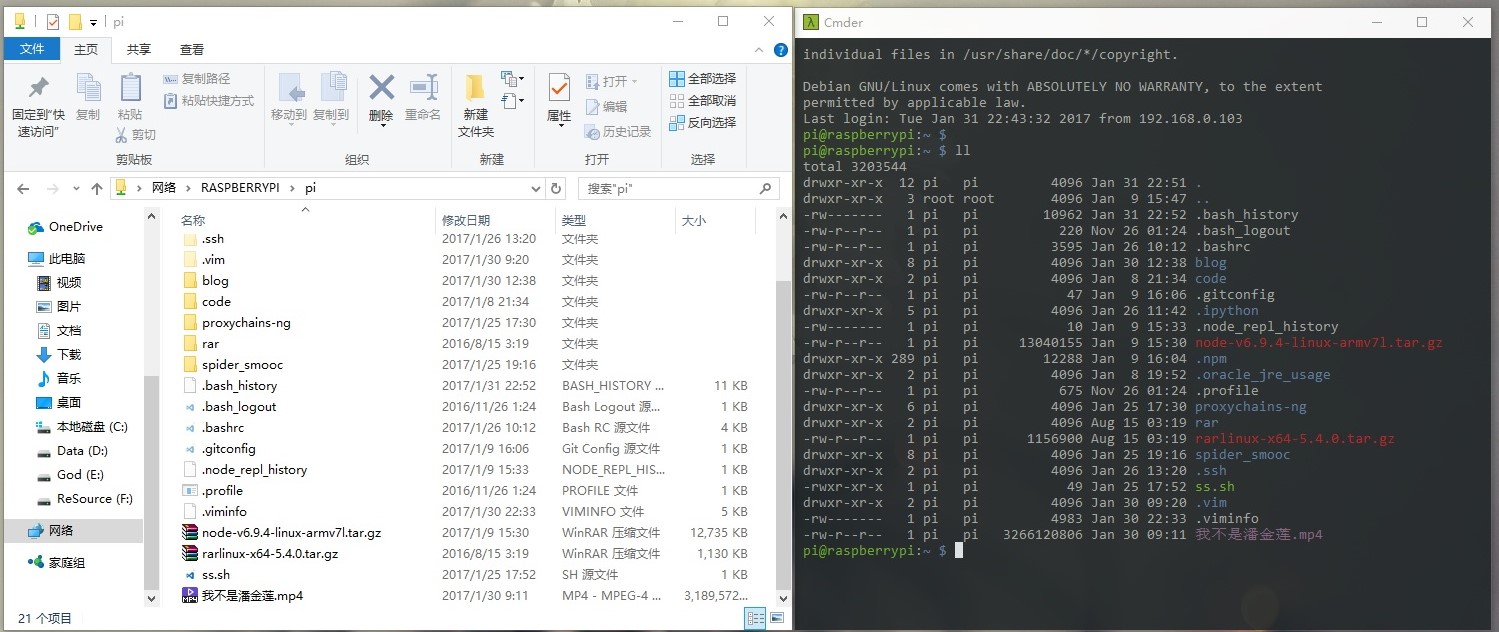 pi
文件 主页 共享 查看
固定到"快速访问"
复制
粘贴
复制路径
粘贴快捷方式
剪切
剪贴板
移动到
复制到
删除
重命名
组织
新建文件夹
新建
属性
打开
编辑
历史记录
打开
全部选择
全部取消
反向选择
选择
网络 › RASPBERRYPI › pi
搜索"pi"
OneDrive
此电脑
视频
图片
文档
下载
音乐
桌面
本地磁盘 (C:)
Data (D:)
God (E:)
ReSource (F:)
网络
家庭组
名称 修改日期 类型 大小
.ssh 2017/1/26 13:20 文件夹
.vim 2017/1/30 9:20 文件夹
blog 2017/1/30 12:38 文件夹
code 2017/1/8 21:34 文件夹
proxychains-ng 2017/1/25 17:30 文件夹
rar 2016/8/15 3:19 文件夹
spider_smooc 2017/1/25 19:16 文件夹
.bash_history 2017/1/31 22:52 BASH_HISTORY ... 11 KB
.bash_logout 2016/11/26 1:24 Bash Logout 源... 1 KB
.bashrc 2016/11/26 10:12 Bash RC 源文件 4 KB
.gitconfig 2017/1/9 16:06 Git Config 源文件 1 KB
.node_repl_history 2017/1/9 15:33 NODE_REPL_HIS... 1 KB
.profile 2016/11/26 1:24 PROFILE 文件 1 KB
.viminfo 2017/1/30 22:33 VIMINFO 文件 5 KB
node-v6.9.4-linux-armv7l.tar.gz 2017/1/9 15:30 WinRAR 压缩文件 12,735 KB
rarlinux-x64-5.4.0.tar.gz 2016/8/15 3:19 WinRAR 压缩文件 1,130 KB
ss.sh 2017/1/25 17:52 SH 源文件 1 KB
我不是潘金莲.mp4 2017/1/30 9:11 MP4 - MPEG-4 ... 3,189,572...
21 个项目
Cmder
individual files in /usr/share/doc/*/copyright.
Debian GNU/Linux comes with ABSOLUTELY NO WARRANTY, to the extent
permitted by applicable law.
Last login: Tue Jan 31 22:43:32 2017 from 192.168.0.103
pi@raspberrypi:~ $
pi@raspberrypi:~ $ ll
total 3203544
drwxr-xr-x 12 pi pi 4096 Jan 31 22:51 .
drwxr-xr-x 3 root root 4096 Jan 9 15:47 ..
-rw------- 1 pi pi 10962 Jan 31 22:52 .bash_history
-rw-r--r-- 1 pi pi 220 Nov 26 01:24 .bash_logout
-rw-r--r-- 1 pi pi 3595 Jan 26 10:12 .bashrc
drwxr-xr-x 8 pi pi 4096 Jan 30 12:38 blog
drwxr-xr-x 2 pi pi 4096 Jan 8 21:34 code
-rw-r--r-- 1 pi pi 47 Jan 9 16:06 .gitconfig
drwxr-xr-x 5 pi pi 4096 Jan 26 11:42 .ipython
-rw------- 1 pi pi 10 Jan 9 15:33 .node_repl_history
-rw-r--r-- 1 pi pi 13040155 Jan 9 15:30 node-v6.9.4-linux-armv7l.tar.gz
drwxr-xr-x 289 pi pi 12288 Jan 9 16:04 .npm
drwxr-xr-x 2 pi pi 4096 Jan 8 19:52 .oracle_jre_usage
-rw-r--r-- 1 pi pi 675 Nov 26 01:24 .profile
drwxr-xr-x 6 pi pi 4096 Jan 25 17:30 proxychains-ng
drwxr-xr-x 2 pi pi 4096 Aug 15 03:19 rar
-rw-r--r-- 1 pi pi 1156900 Aug 15 03:19 rarlinux-x64-5.4.0.tar.gz
drwxr-xr-x 8 pi pi 4096 Jan 25 19:16 spider_smooc
drwxr-xr-x 2 pi pi 4096 Jan 26 13:20 .ssh
-rwxr-xr-x 1 pi pi 49 Jan 25 17:52 ss.sh
drwxr-xr-x 2 pi pi 4096 Jan 30 09:20 .vim
-rw------- 1 pi pi 4983 Jan 30 22:33 .viminfo
-rw-r--r-- 1 pi pi 3266120806 Jan 30 09:11 我不是潘金莲.mp4
pi@raspberrypi:~ $